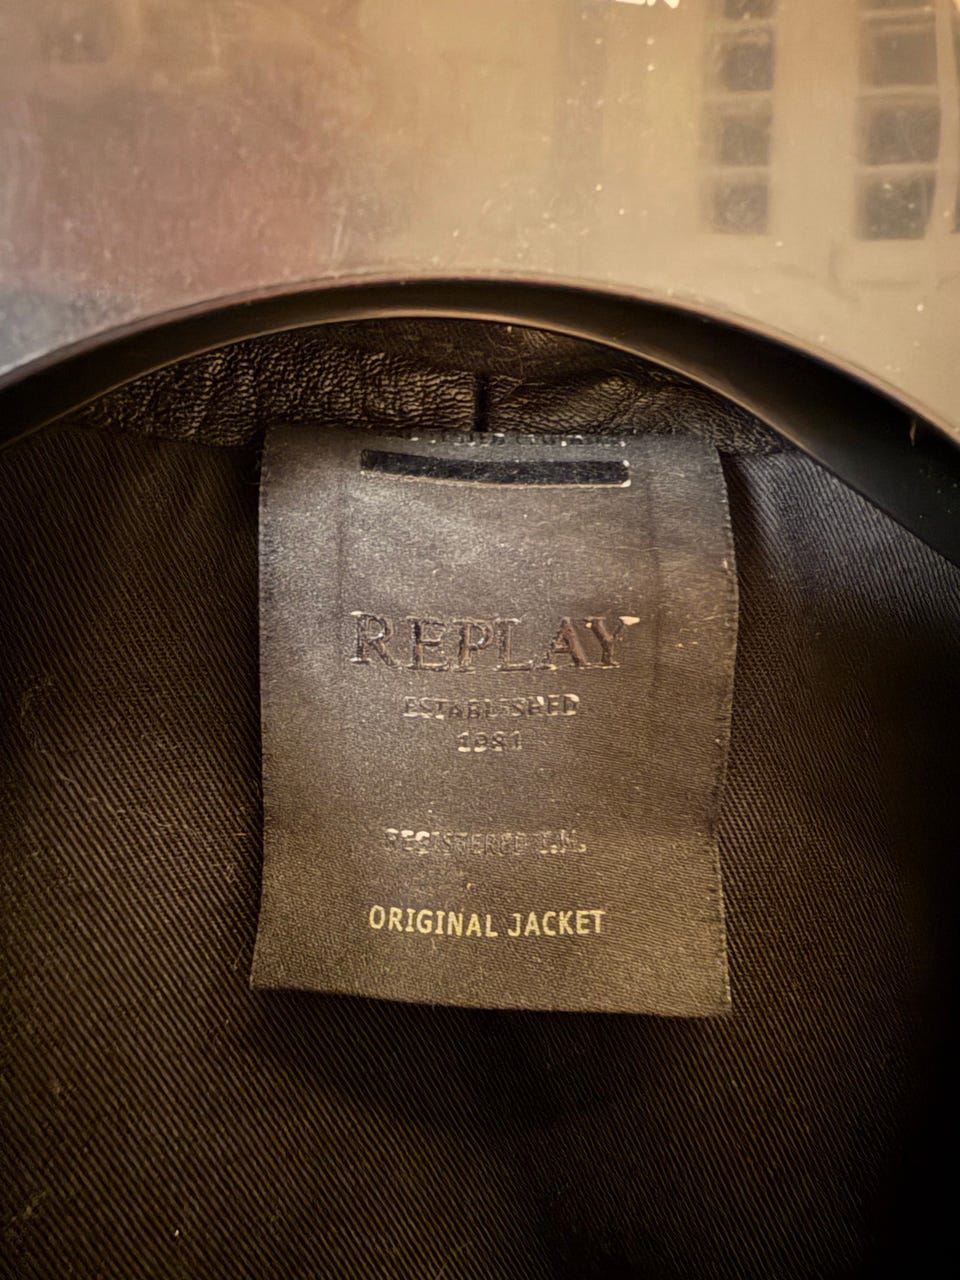 REPLAY
ESTABLISHED
1981
REGISTERED T.M.
ORIGINAL JACKET